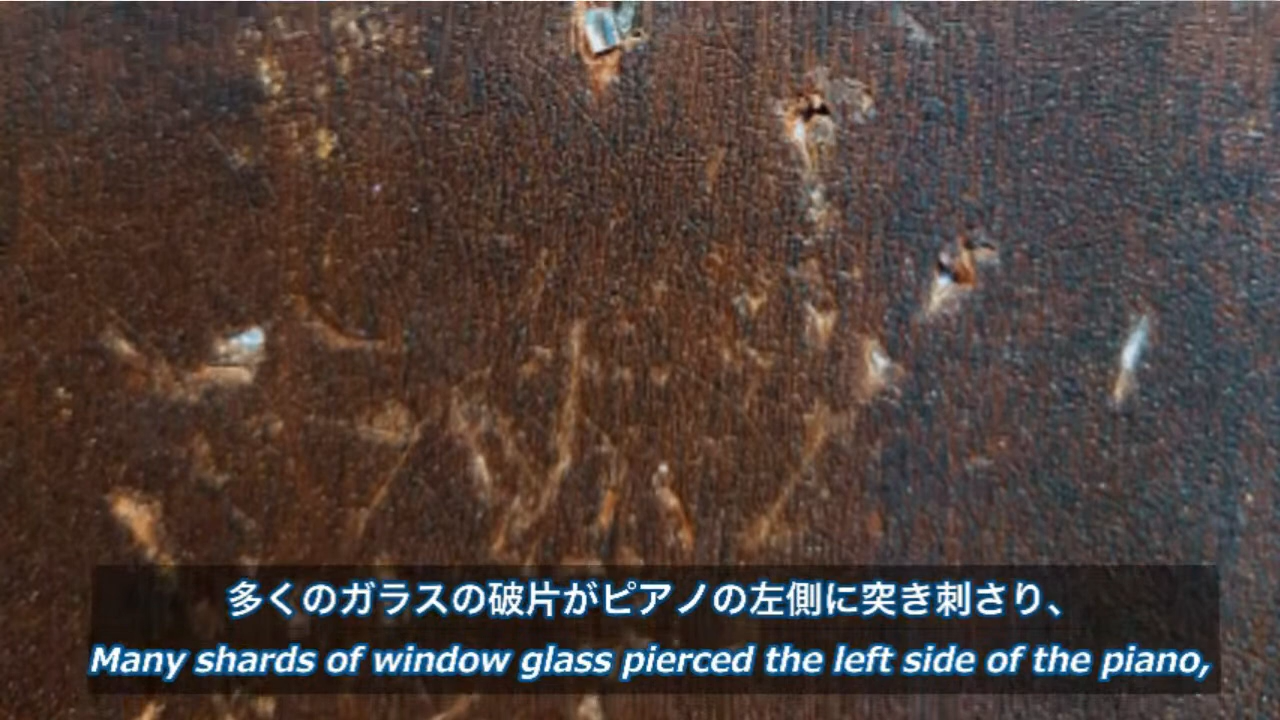 多くのガラスの破片がピアノの左側に突き刺さり、
Many shards of window glass pierced the left side of the piano,